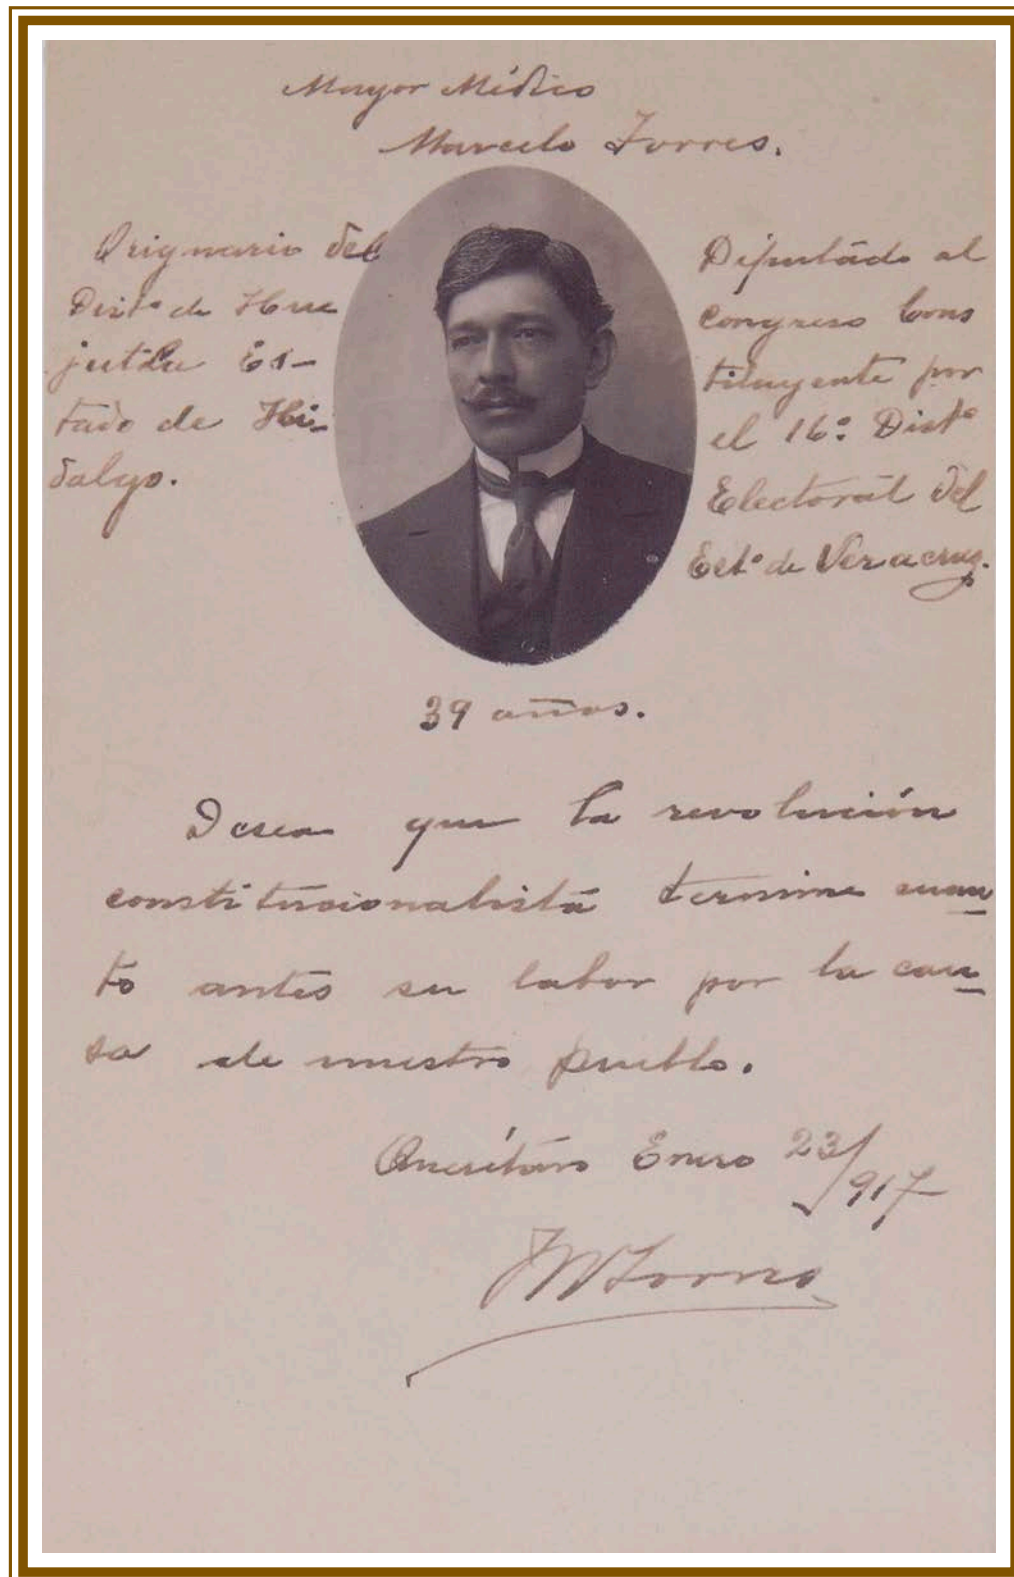 Mayor Médico
Marcelo Torres.
Originario del
Dist.º de Hue
jutla Es-
tado de Hi-
dalgo.
Diputado al
congreso Cons
tituyente por
el 16.º Dist.º
Electoral del
Est.º de Veracruz.
39 años.
Desea que la revolución
constitucionalista termine cuan
to antes su labor por la cau
sa de nuestro pueblo.
Querétaro Enero 23/917
MTorres